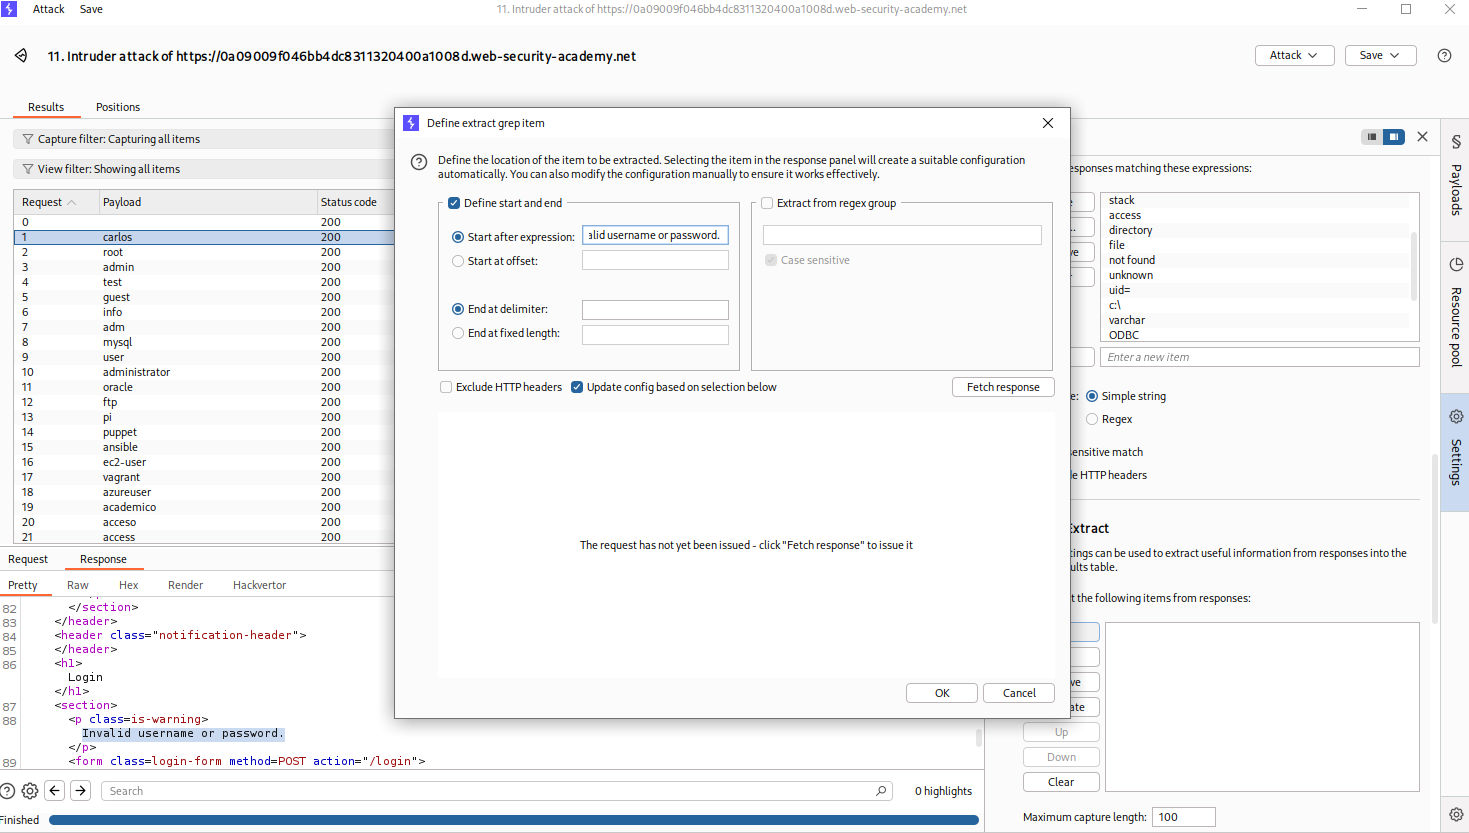 Attack Save 11. Intruder attack of https://0a09009f046bb4dc8311320400a1008d.web-security-academy.net
11. Intruder attack of https://0a09009f046bb4dc8311320400a1008d.web-security-academy.net Attack Save
Results Positions
Capture filter: Capturing all items
View filter: Showing all items
Request Payload Status code
0 200
1 carlos 200
2 root 200
3 admin 200
4 test 200
5 guest 200
6 info 200
7 adm 200
8 mysql 200
9 user 200
10 administrator 200
11 oracle 200
12 ftp 200
13 pi 200
14 puppet 200
15 ansible 200
16 ec2-user 200
17 vagrant 200
18 azureuser 200
19 academico 200
20 acceso 200
21 access 200
Request Response
Pretty Raw Hex Render Hackvertor
82 </section>
83 </header>
84 <header class="notification-header">
85 </header>
86 <h1>
Login
</h1>
87 <section>
88 <p class=is-warning>
Invalid username or password.
</p>
89 <form class=login-form method=POST action="/login">
Search 0 highlights
Finished
Define extract grep item
Define the location of the item to be extracted. Selecting the item in the response panel will create a suitable configuration
automatically. You can also modify the configuration manually to ensure it works effectively.
Define start and end
Start after expression: alid username or password.
Start at offset:
End at delimiter:
End at fixed length:
Extract from regex group
Case sensitive
Exclude HTTP headers Update config based on selection below Fetch response
The request has not yet been issued - click "Fetch response" to issue it
OK Cancel
esponses matching these expressions:
stack
access
directory
file
not found
unknown
uid=
c:\
varchar
ODBC
Enter a new item
e: Simple string
Regex
ensitive match
e HTTP headers
Extract
tings can be used to extract useful information from responses into the
ults table.
t the following items from responses:
ve
ate
Up
Down
Clear
Maximum capture length: 100
Payloads
Resource pool
Settings